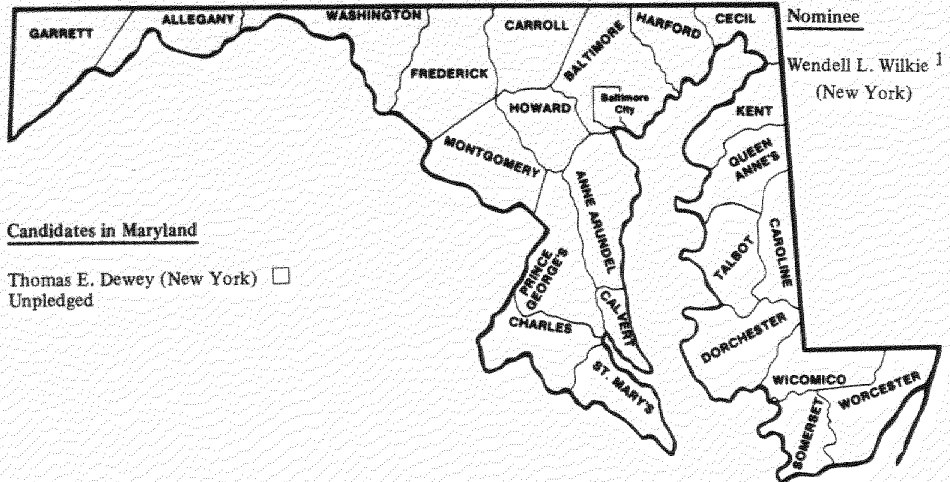 GARRETT
ALLEGANY
WASHINGTON
FREDERICK
CARROLL
BALTIMORE
HARFORD
CECIL
Baltimore
City
HOWARD
MONTGOMERY
KENT
QUEEN
ANNE'S
ANNE ARUNDEL
PRINCE
GEORGE'S
CALVERT
CHARLES
ST. MARY'S
TALBOT
CAROLINE
DORCHESTER
WICOMICO
WORCESTER
SOMERSET
Nominee
Wendell L. Wilkie 1
(New York)
Candidates in Maryland
Thomas E. Dewey (New York) □
Unpledged